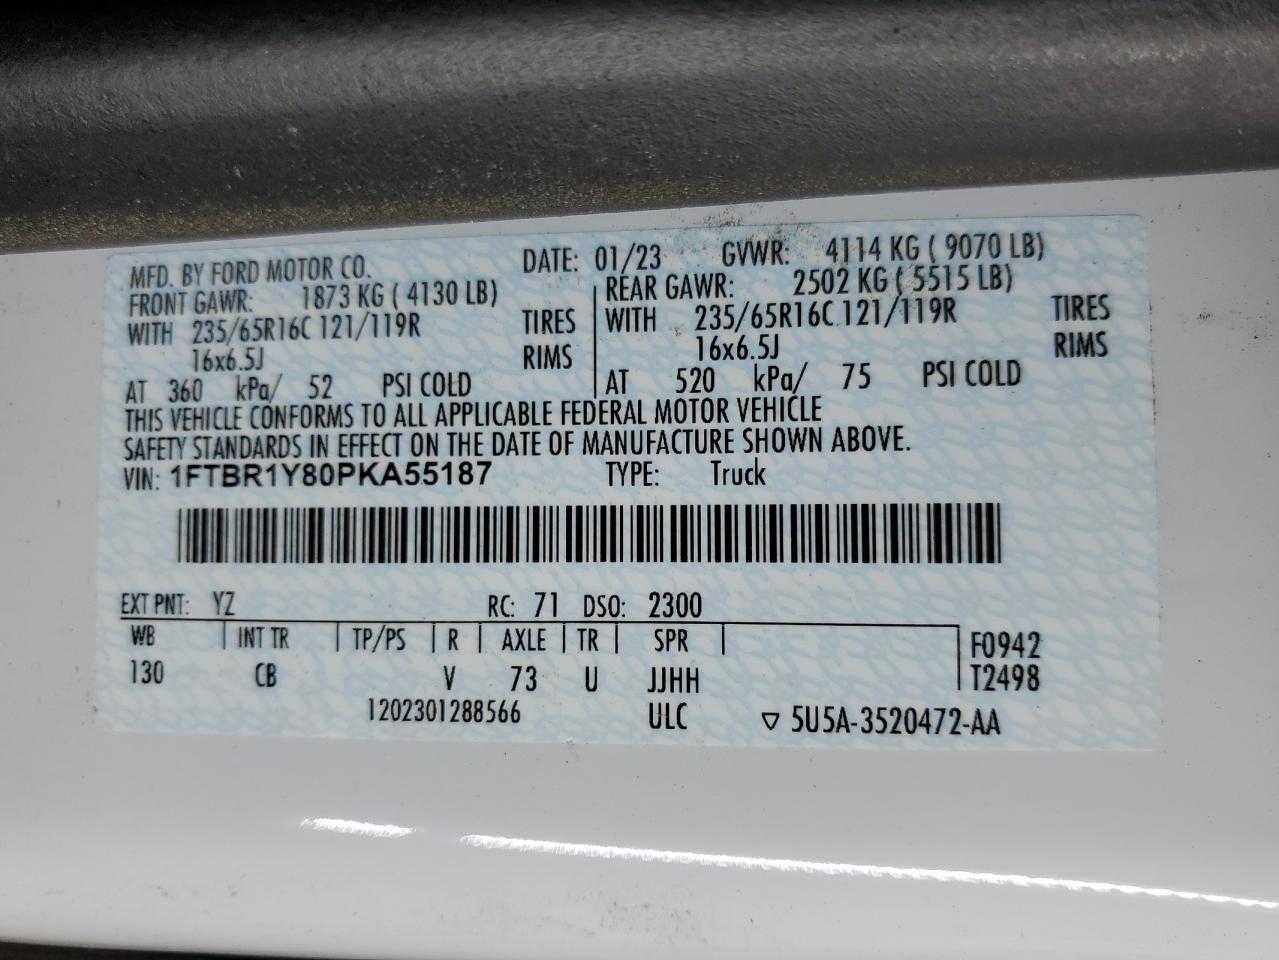 MFD. BY FORD MOTOR CO. DATE: 01/23 GVWR: 4114 KG ( 9070 LB)
FRONT GAWR: 1873 KG ( 4130 LB) REAR GAWR: 2502 KG ( 5515 LB)
WITH 235/65R16C 121/119R TIRES WITH 235/65R16C 121/119R TIRES
16x6.5J RIMS 16x6.5J RIMS
AT 360 kPa/ 52 PSI COLD AT 520 kPa/ 75 PSI COLD
THIS VEHICLE CONFORMS TO ALL APPLICABLE FEDERAL MOTOR VEHICLE
SAFETY STANDARDS IN EFFECT ON THE DATE OF MANUFACTURE SHOWN ABOVE.
VIN: 1FTBR1Y80PKA55187 TYPE: Truck
EXT PNT: YZ RC: 71 DSO: 2300
WB INT TR TP/PS R AXLE TR SPR F0942
130 CB V 73 U JJHH T2498
1202301288566 ULC ▽ 5U5A-3520472-AA